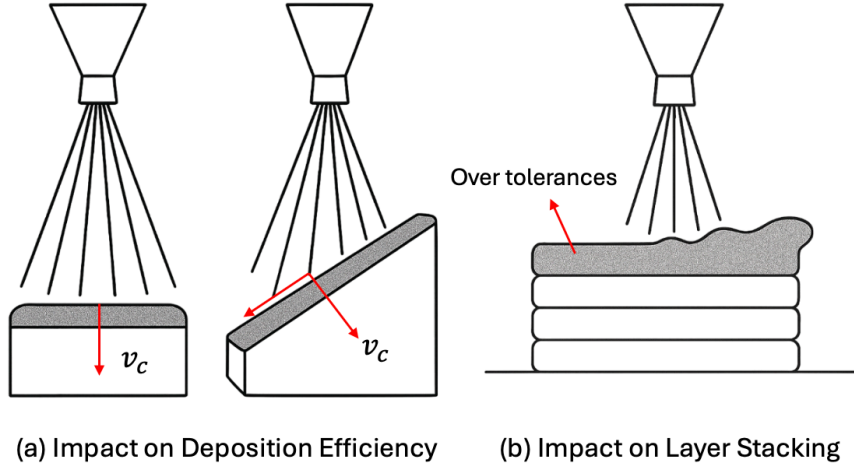 Over tolerances
v_c
v_c
(a) Impact on Deposition Efficiency
(b) Impact on Layer Stacking